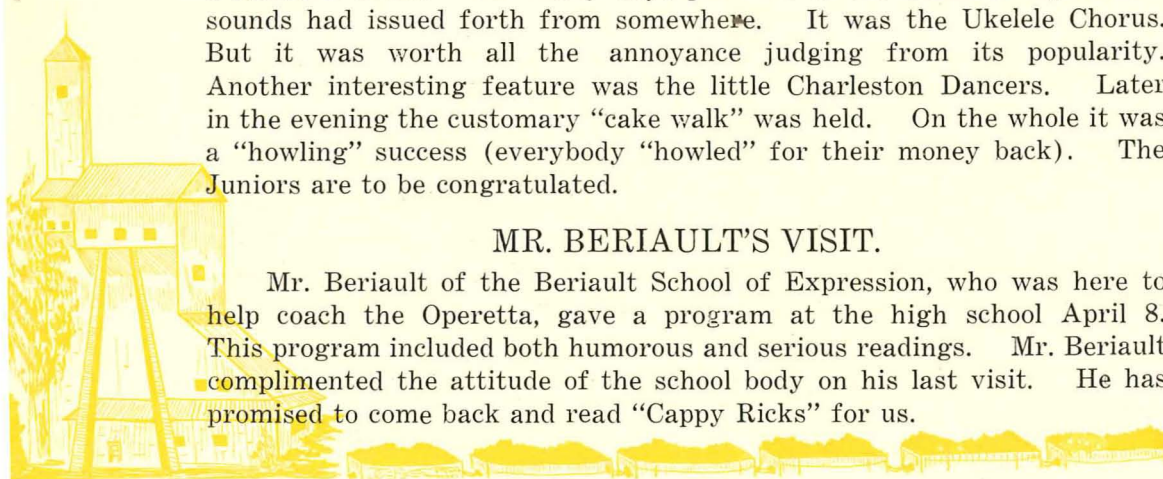 sounds had issued forth from somewhere. It was the Ukelele Chorus.
But it was worth all the annoyance judging from its popularity.
Another interesting feature was the little Charleston Dancers. Later
in the evening the customary “cake walk” was held. On the whole it was
a “howling” success (everybody “howled” for their money back). The
Juniors are to be congratulated.
MR. BERIAULT'S VISIT.
Mr. Beriault of the Beriault School of Expression, who was here to
help coach the Operetta, gave a program at the high school April 8.
This program included both humorous and serious readings. Mr. Beriault
complimented the attitude of the school body on his last visit. He has
promised to come back and read “Cappy Ricks” for us.